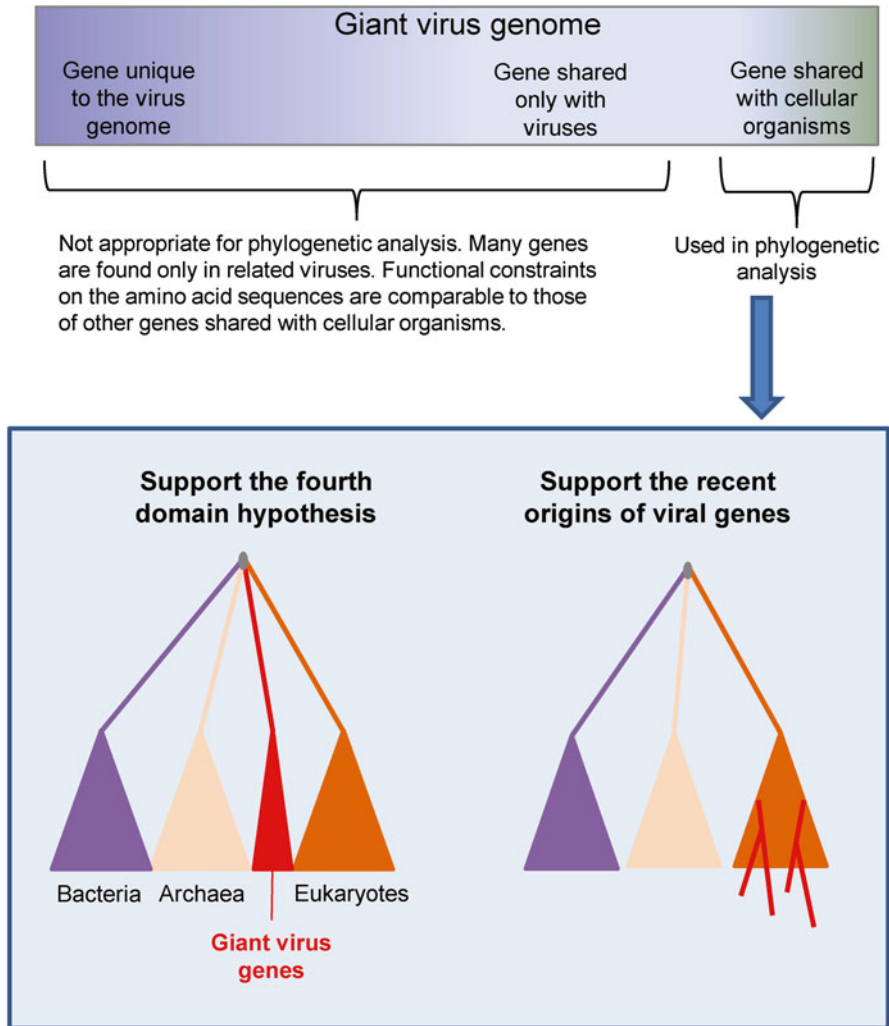 Giant virus genome
Gene unique
to the virus
genome
Gene shared
only with
viruses
Gene shared
with cellular
organisms
Not appropriate for phylogenetic analysis. Many genes
are found only in related viruses. Functional constraints
on the amino acid sequences are comparable to those
of other genes shared with cellular organisms.
Used in phylogenetic
analysis
Support the fourth
domain hypothesis
Support the recent
origins of viral genes
Bacteria
Archaea
Eukaryotes
Giant virus
genes